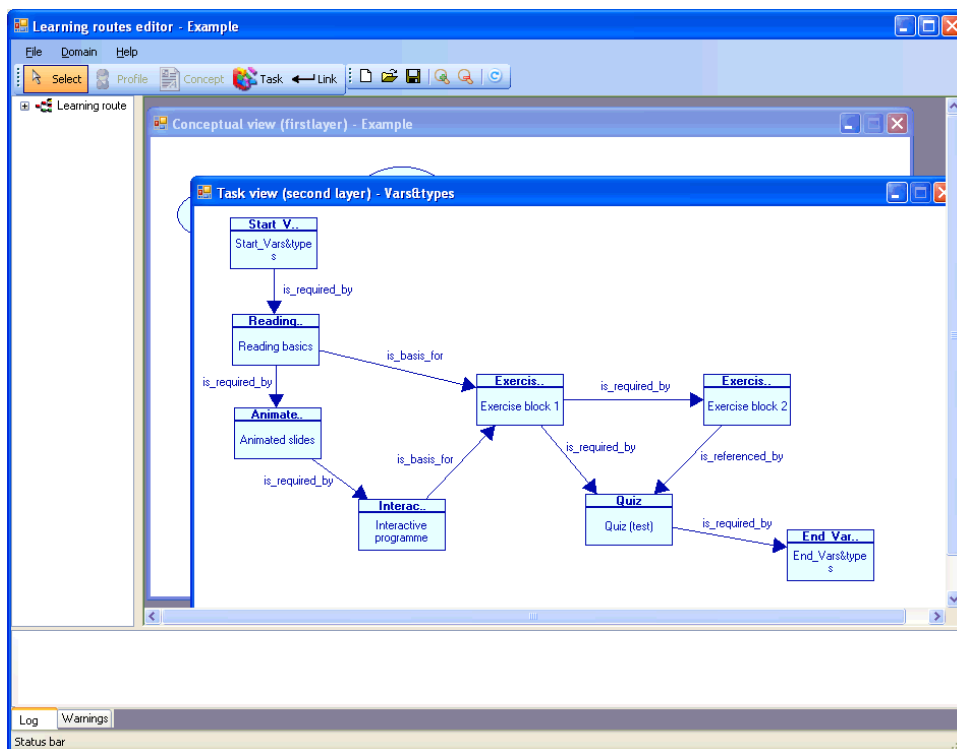 Learning routes editor - Example
File Domain Help
Select Profile Concept Task Link
Learning route
Conceptual view (firstlayer) - Example
Task view (second layer) - Vars&types
Start_V..
Start_Vars&type
s
is_required_by
Reading..
Reading basics
is_basis_for
is_required_by
Exercis..
Exercise block 1
is_required_by
Exercis..
Exercise block 2
Animate..
Animated slides
is_required_by
is_basis_for
is_required_by
is_referenced_by
Interac..
Interactive
programme
Quiz
Quiz (test)
is_required_by
End_Var..
End_Vars&type
s
Log Warnings
Status bar